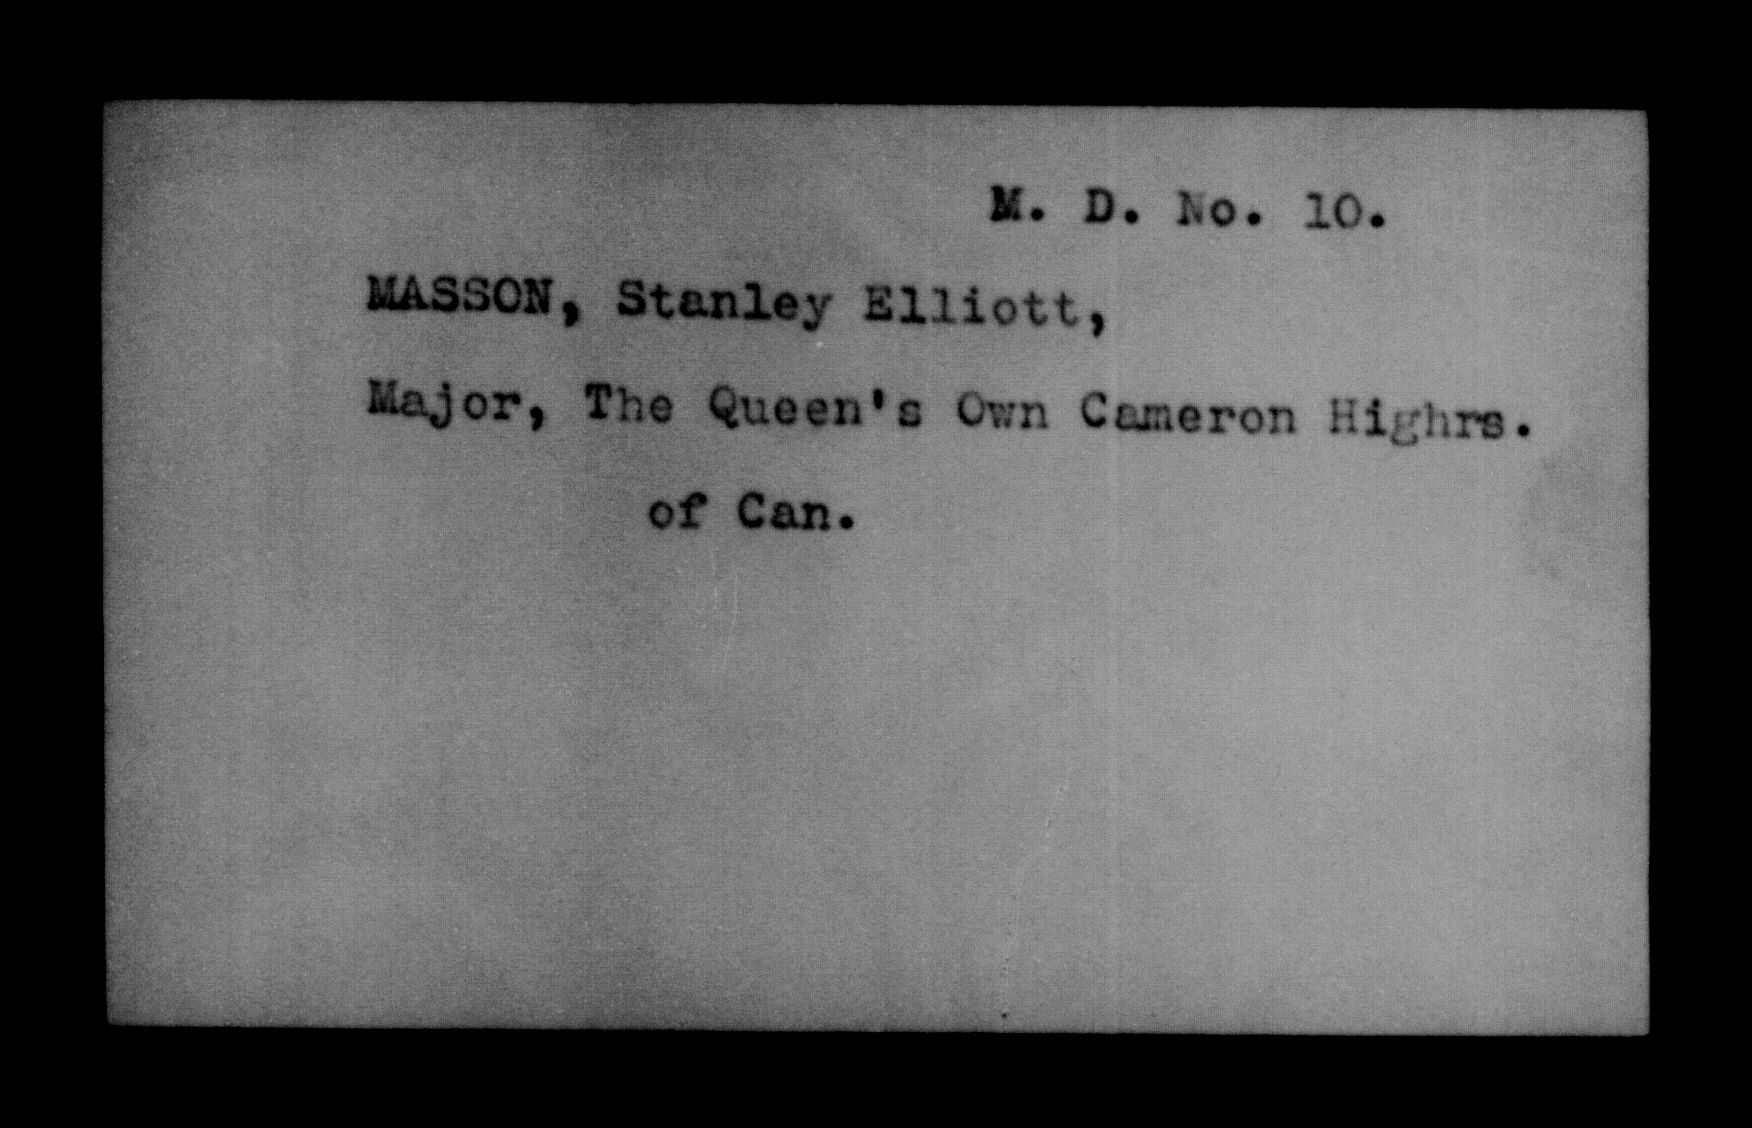 M. D. No. 10.
MASSON, Stanley Elliott,
Major, The Queen's Own Cameron Highrs.
of Can.